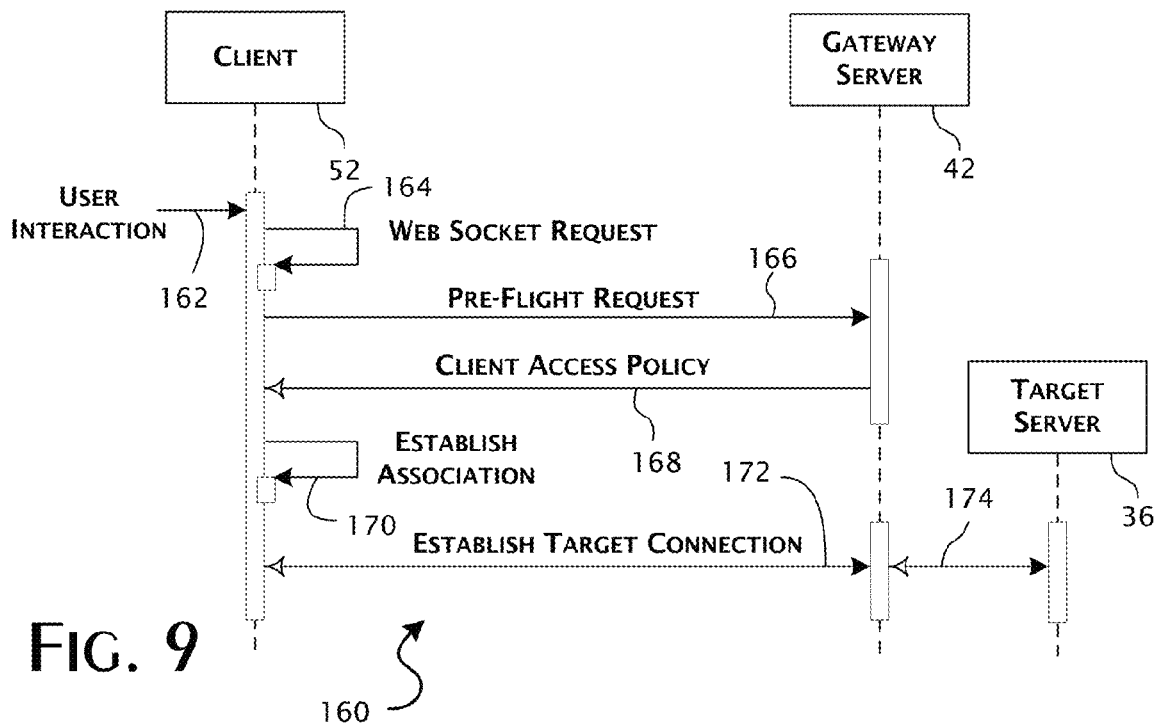 CLIENT
GATEWAY
SERVER
52
42
USER
INTERACTION
162
164
WEB SOCKET REQUEST
166
PRE-FLIGHT REQUEST
CLIENT ACCESS POLICY
168
TARGET
SERVER
36
ESTABLISH
ASSOCIATION
170
172
174
ESTABLISH TARGET CONNECTION
FIG. 9
160